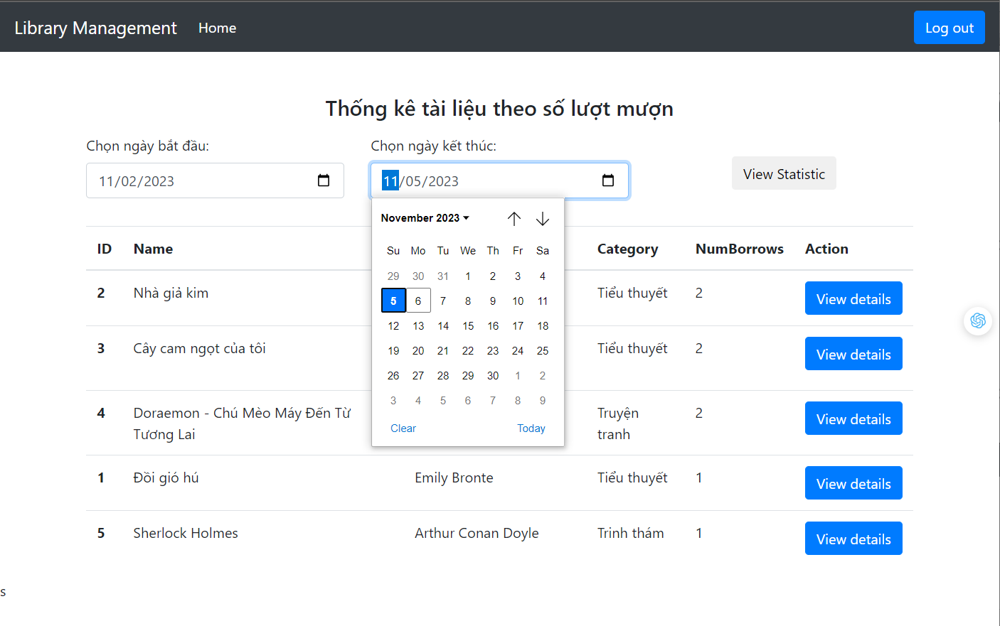 Library Management Home Log out
Thống kê tài liệu theo số lượt mượn
Chọn ngày bắt đầu: Chọn ngày kết thúc:
11/02/2023 11/05/2023 View Statistic
November 2023
Su Mo Tu We Th Fr Sa
29 30 31 1 2 3 4
5 6 7 8 9 10 11
12 13 14 15 16 17 18
19 20 21 22 23 24 25
26 27 28 29 30 1 2
3 4 5 6 7 8 9
Clear Today
ID Name Category NumBorrows Action
2 Nhà giả kim Tiểu thuyết 2 View details
3 Cây cam ngọt của tôi Tiểu thuyết 2 View details
4 Doraemon - Chú Mèo Máy Đến Từ Truyện 2 View details
Tương Lai tranh
1 Đồi gió hú Emily Bronte Tiểu thuyết 1 View details
5 Sherlock Holmes Arthur Conan Doyle Trinh thám 1 View details
s